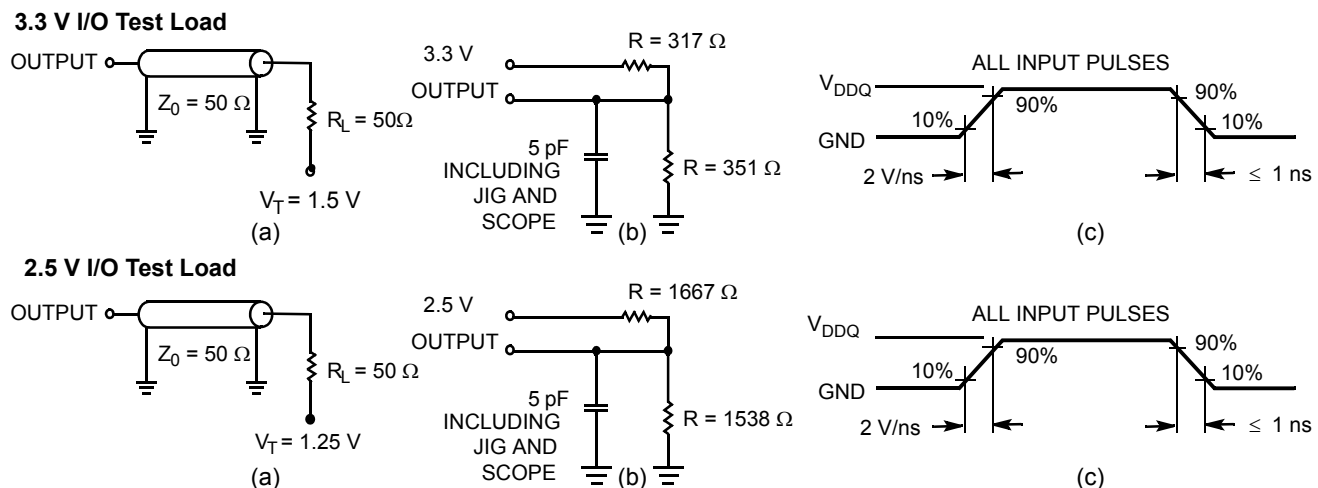 3.3 V I/O Test Load
OUTPUT
Z0 = 50 Ω
RL = 50Ω
VT = 1.5 V
(a)
3.3 V
OUTPUT
R = 317 Ω
5 pF
INCLUDING
JIG AND
SCOPE
R = 351 Ω
(b)
ALL INPUT PULSES
VDDQ
GND
10%
90%
90%
10%
2 V/ns
≤ 1 ns
(c)
2.5 V I/O Test Load
OUTPUT
Z0 = 50 Ω
RL = 50 Ω
VT = 1.25 V
(a)
2.5 V
OUTPUT
R = 1667 Ω
5 pF
INCLUDING
JIG AND
SCOPE
R = 1538 Ω
(b)
ALL INPUT PULSES
VDDQ
GND
10%
90%
90%
10%
2 V/ns
≤ 1 ns
(c)